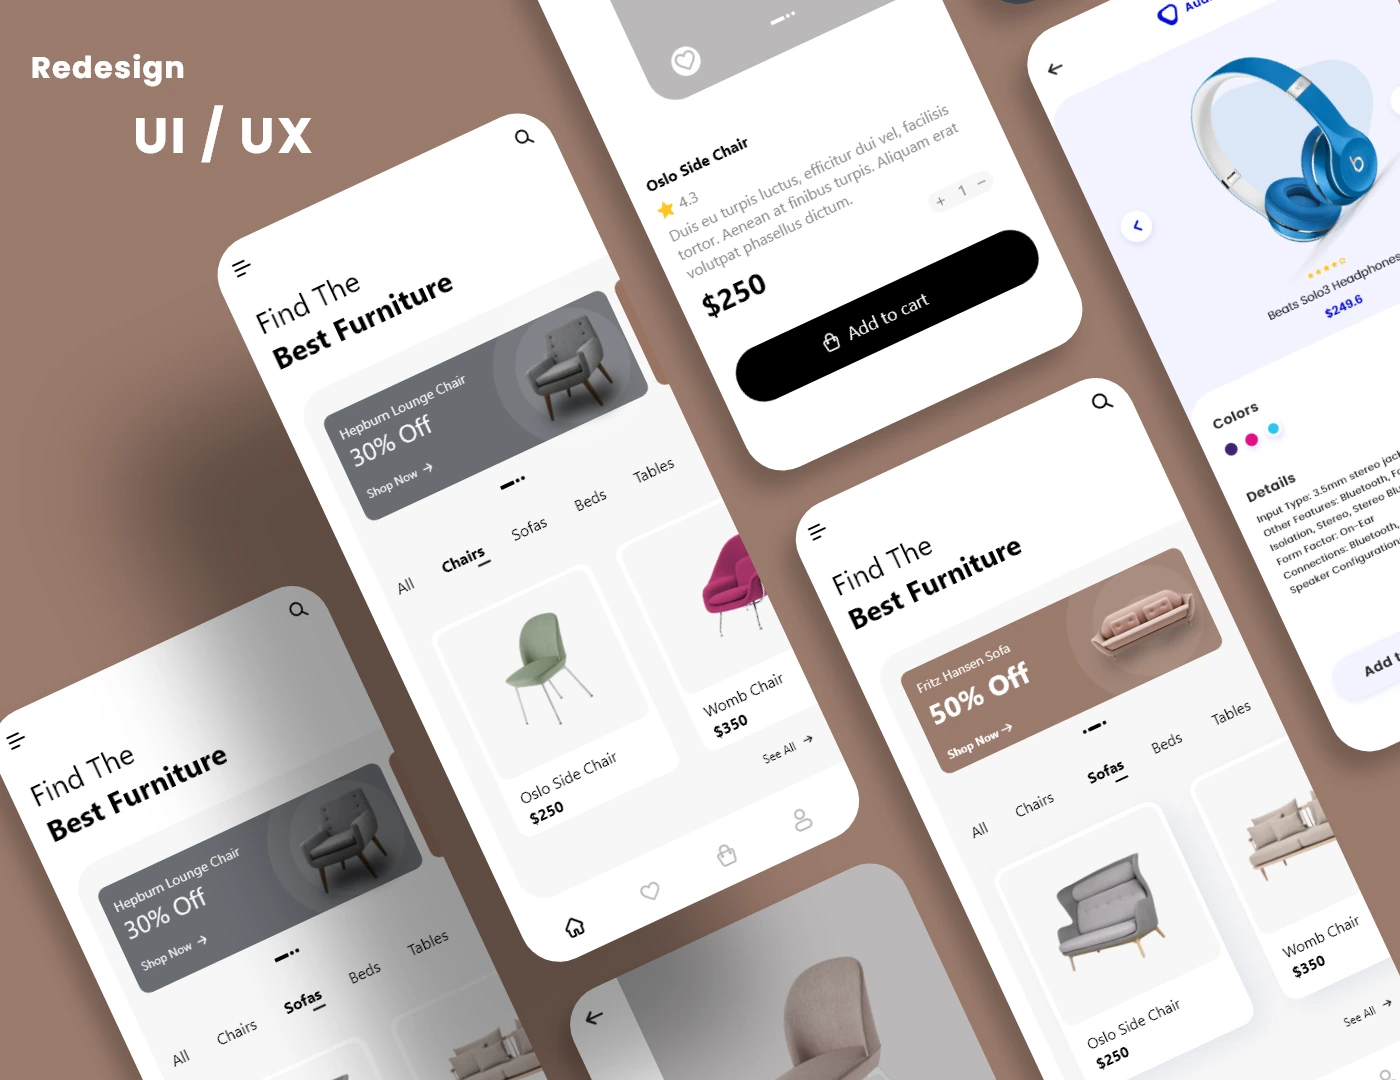 Redesign
UI / UX
Find The
Best Furniture
Hepburn Lounge Chair
30% Off
Shop Now
All
Chairs
Sofas
Beds
Tables
Oslo Side Chair
$250
Womb Chair
$350
See All
Oslo Side Chair
4.3
Duis eu turpis luctus, efficitur dui vel, facilisis
tortor. Aenean at finibus turpis. Aliquam erat
volutpat phasellus dictum.
+ 1 −
$250
Add to cart
Beats Solo3 Headphones
$249.6
Colors
Details
Input Type: 3.5mm stereo
Other Features: Bluetooth,
Isolation, Stereo, Stereo
Form Factor: On-Ear
Connections: Bluetooth,
Speaker
Add
Find The
Best Furniture
Hepburn Lounge Chair
30% Off
Shop Now
All
Chairs
Sofas
Beds
Tables
Find The
Best Furniture
Fritz Hansen Sofa
50% Off
Shop Now
All
Chairs
Sofas
Beds
Tables
Oslo Side Chair
$250
Womb Chair
$350
See All